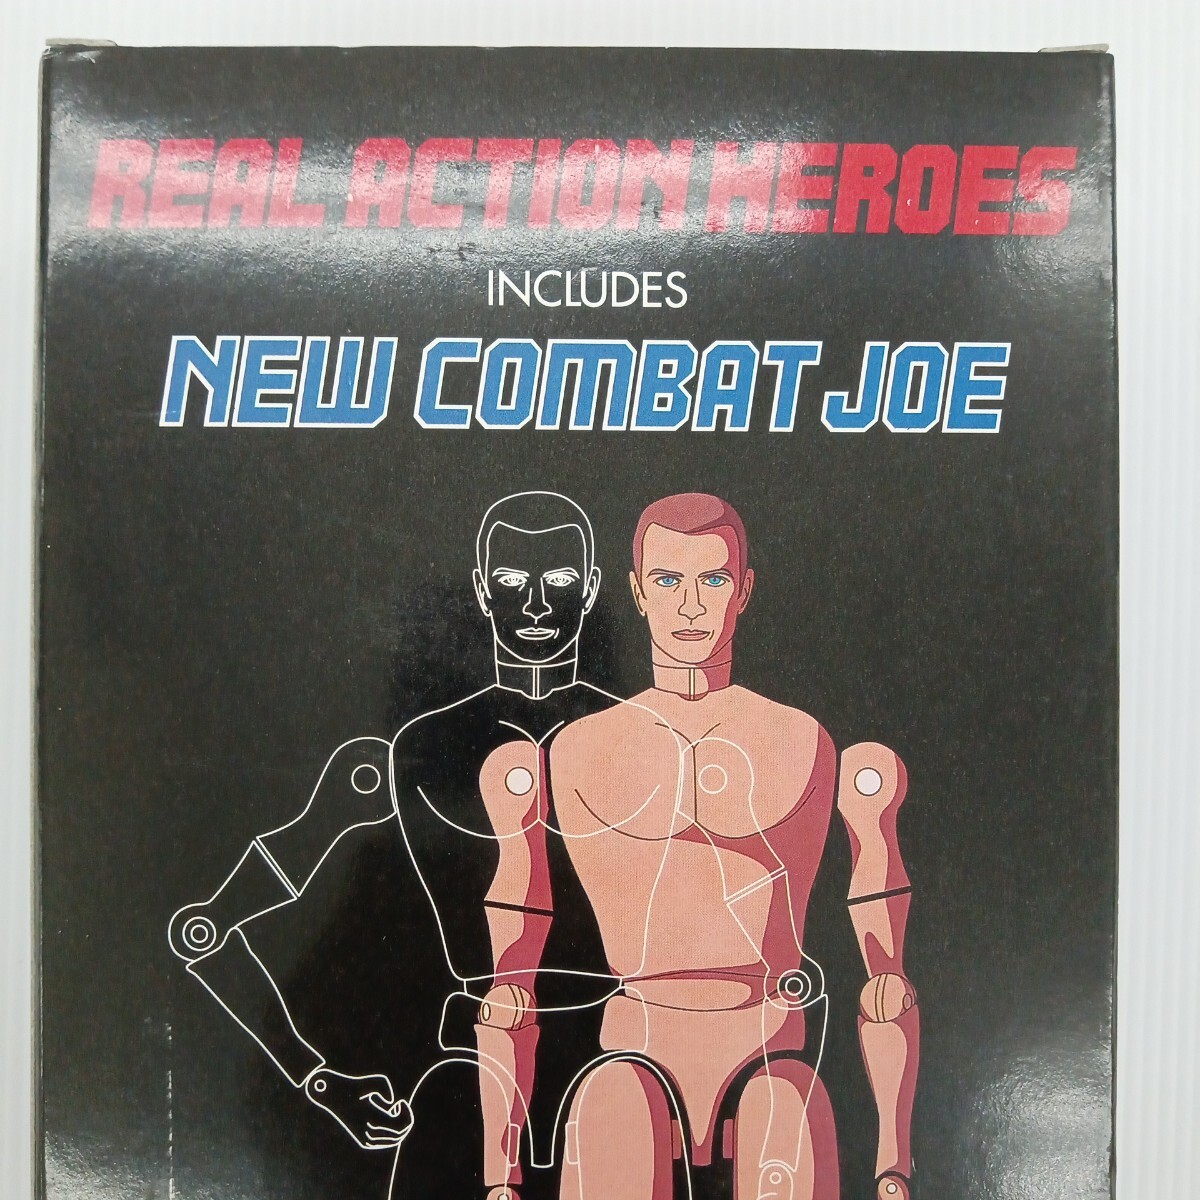 REAL ACTION HEROES
INCLUDES
NEW COMBAT JOE